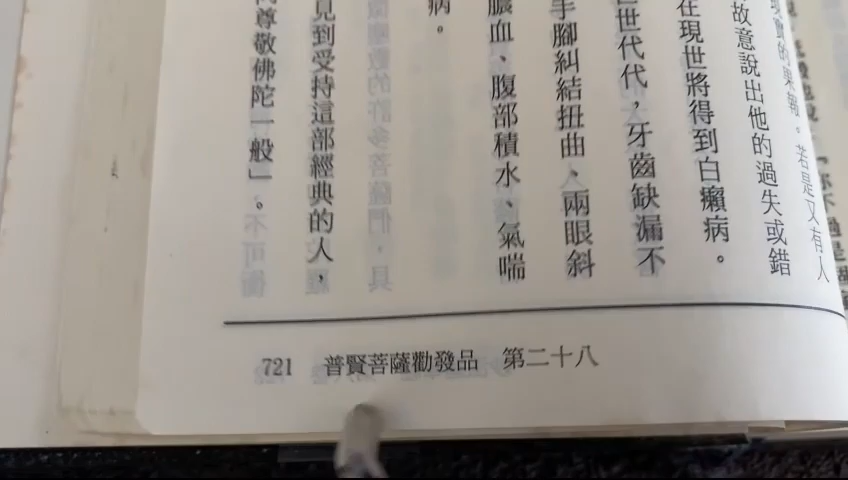 實的果報。若是又有人
故意說出他的過失或錯
在現世將得到白癩病。
世世代代，牙齒缺漏不
手腳糾結扭曲、兩眼斜
膿血、腹部積水、氣喘
病。
見到受持這部經典的人，
尊敬佛陀一般」。
721 普賢菩薩勸發品 第二十八